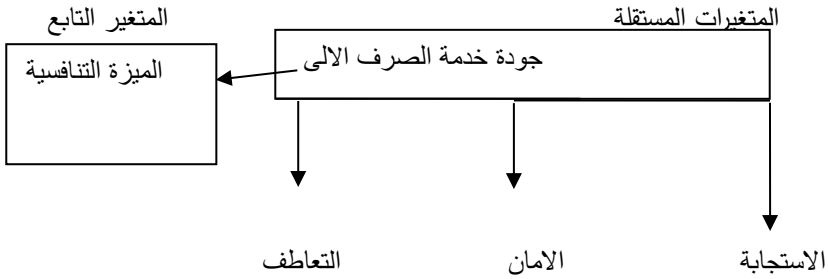 المتغيرات المستقلة
المتغير التابع
جودة خدمة الصرف الالى
الميزة التنافسية
الاستجابة
الامان
التعاطف